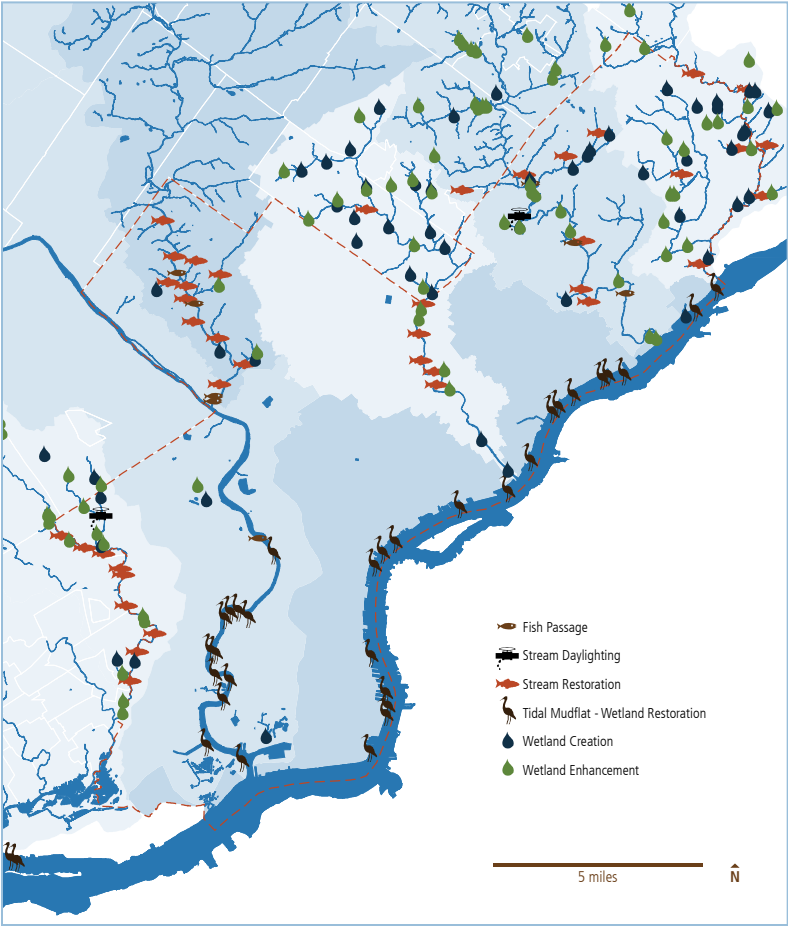 Fish Passage
Stream Daylighting
Stream Restoration
Tidal Mudflat - Wetland Restoration
Wetland Creation
Wetland Enhancement
5 miles
N